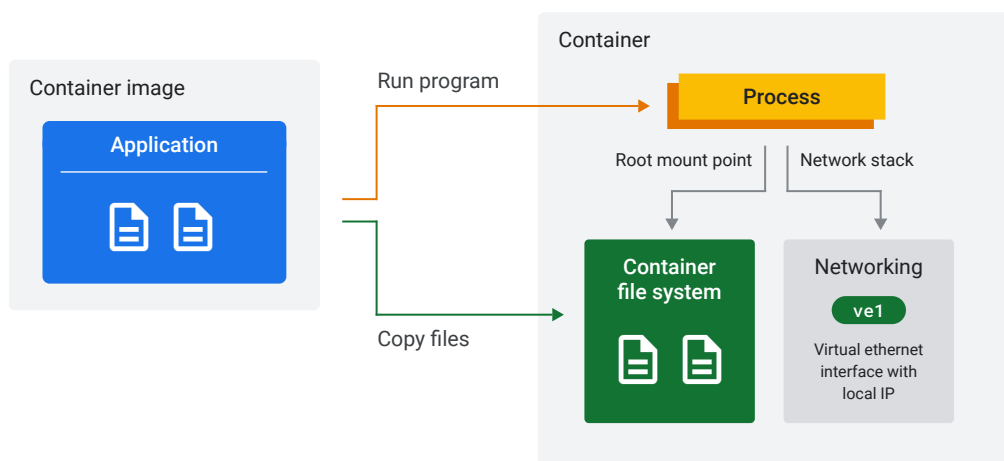 Container image
Application
Run program
Copy files
Container
Process
Root mount point
Network stack
Container
file system
Networking
ve1
Virtual ethernet
interface with
local IP